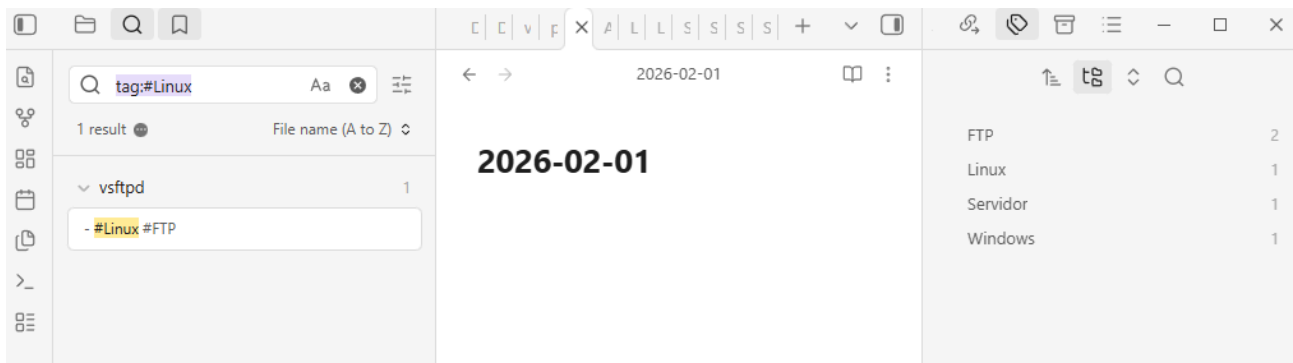 tag:#Linux Aa
1 result File name (A to Z)
vsftpd 1
- #Linux #FTP
D D v p A L L S S S S
2026-02-01
2026-02-01
FTP 2
Linux 1
Servidor 1
Windows 1